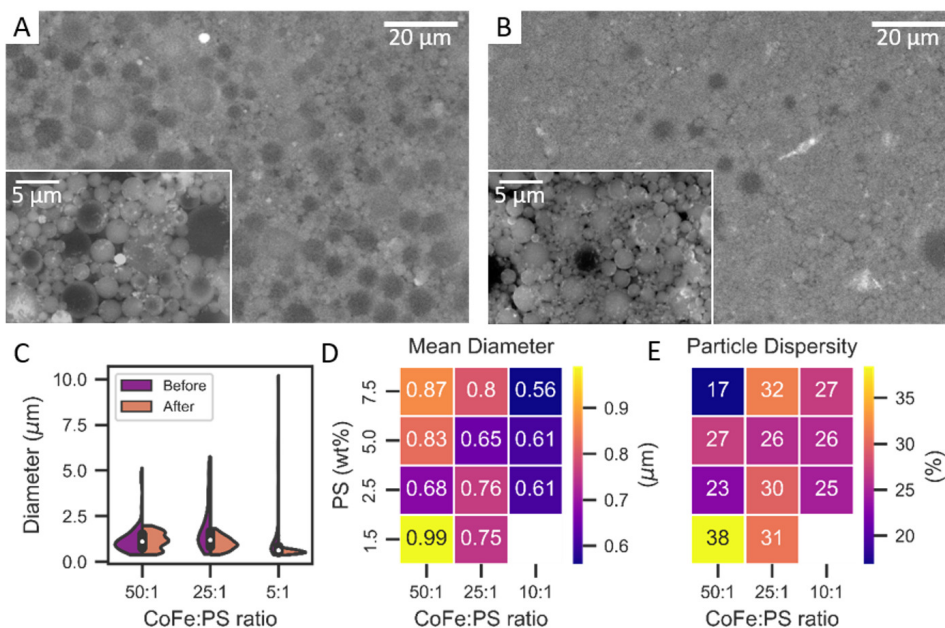 A
20 μm
5 μm
B
20 μm
5 μm
C
Diameter (μm)
10.0
7.5
5.0
2.5
0.0
Before
After
50:1
25:1
5:1
CoFe:PS ratio
D
Mean Diameter
PS (wt%)
7.5
5.0
2.5
1.5
0.87 0.8 0.56
0.83 0.65 0.61
0.68 0.76 0.61
0.99 0.75
50:1
25:1
10:1
CoFe:PS ratio
0.9
0.8
0.7
0.6
(μm)
E
Particle Dispersity
17 32 27
27 26 26
23 30 25
38 31
50:1
25:1
10:1
CoFe:PS ratio
35
30
25
20
(%)